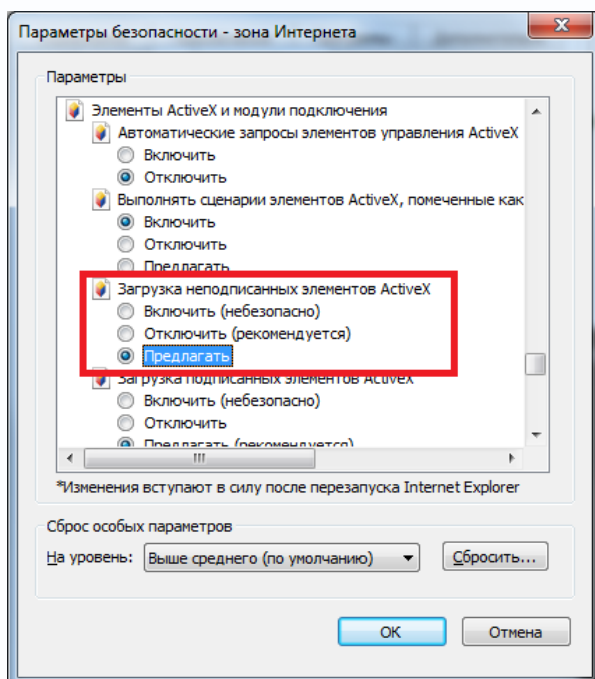 Параметры безопасности - зона Интернета
Параметры
Элементы ActiveX и модули подключения
Автоматические запросы элементов управления ActiveX
Включить
Отключить
Выполнять сценарии элементов ActiveX, помеченные как
Включить
Отключить
Предлагать
Загрузка неподписанных элементов ActiveX
Включить (небезопасно)
Отключить (рекомендуется)
Предлагать
Загрузка подписанных элементов ActiveX
Включить (небезопасно)
Отключить
Предлагать (рекомендуется)
*Изменения вступают в силу после перезапуска Internet Explorer
Сброс особых параметров
На уровень: Выше среднего (по умолчанию) Сбросить...
ОК Отмена